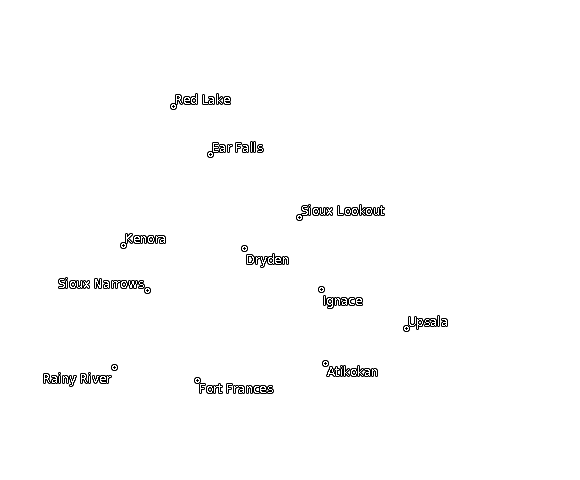 Red Lake
Ear Falls
Sioux Lookout
Kenora
Dryden
Sioux Narrows
Ignace
Upsala
Rainy River
Atikokan
Fort Frances